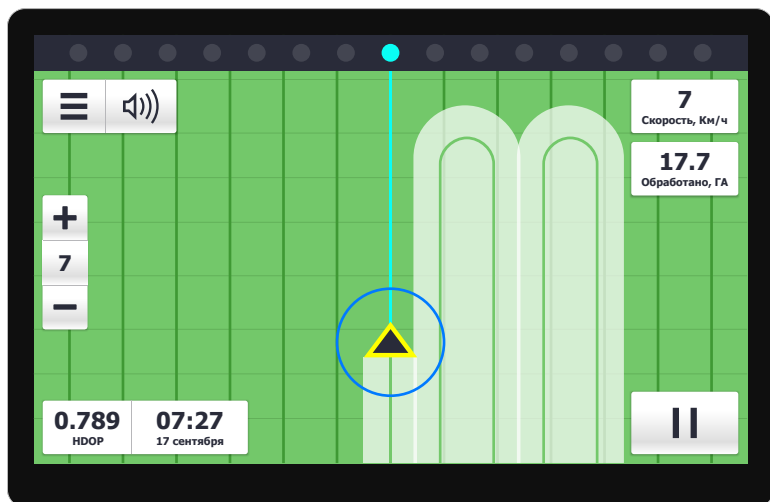 7
Скорость, Км/ч
17.7
Обработано, ГА
+
7
−
0.789
HDOP
07:27
17 сентября